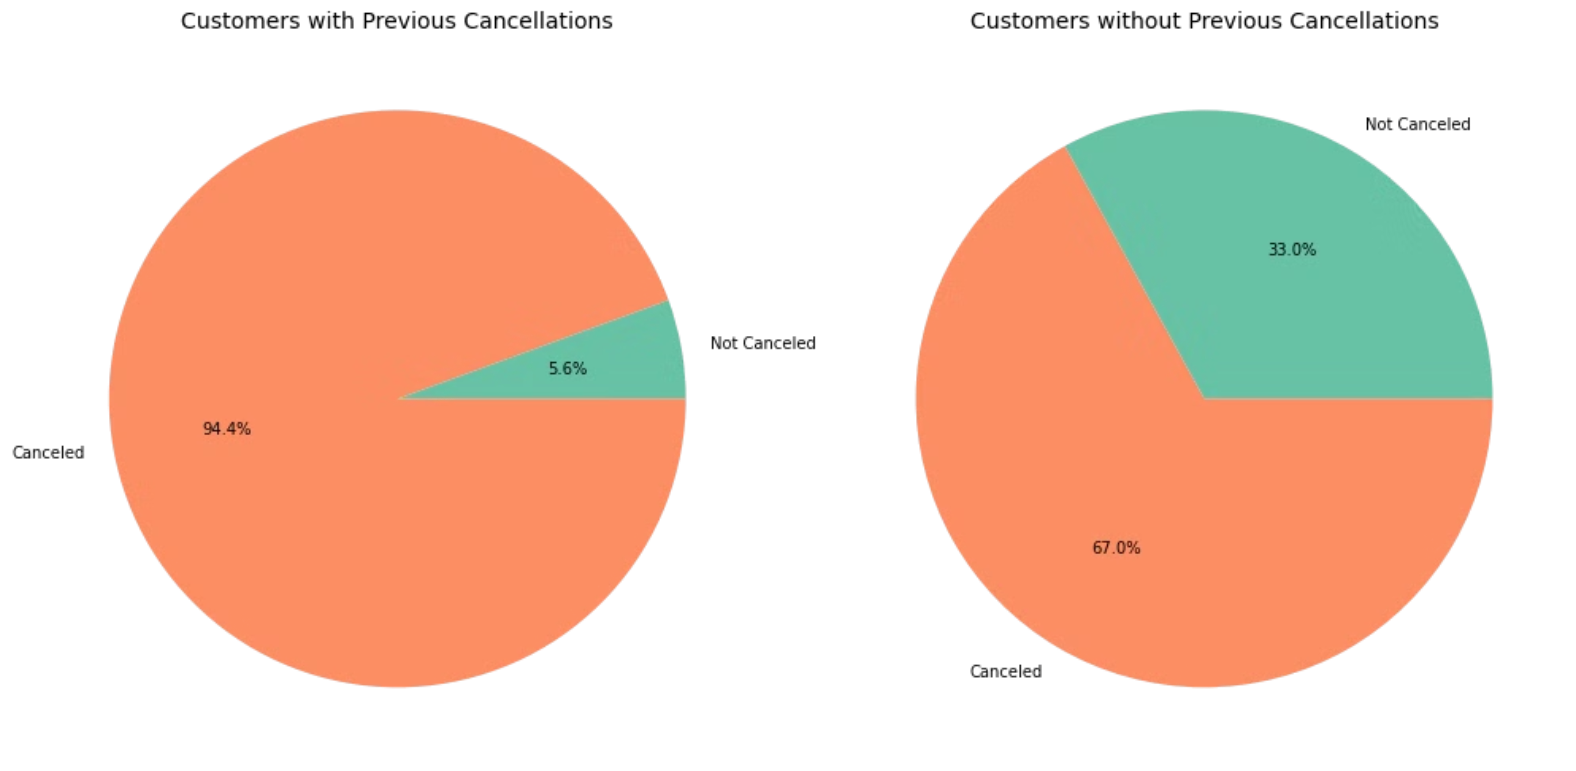 Customers with Previous Cancellations
Not Canceled
5.6%
94.4%
Canceled
Customers without Previous Cancellations
Not Canceled
33.0%
67.0%
Canceled